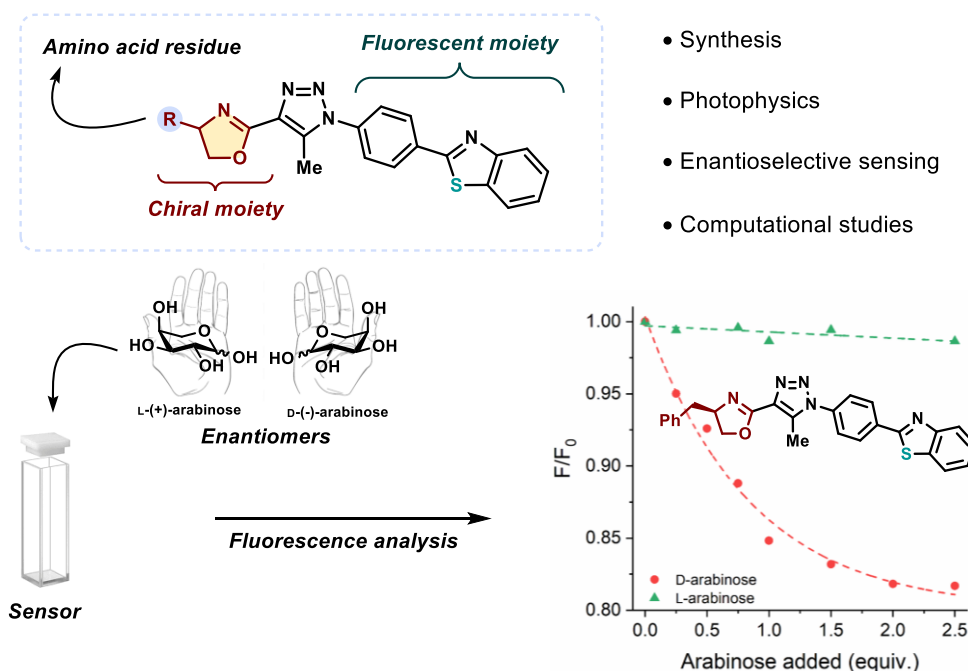 Amino acid residue
Fluorescent moiety
R
N
O
N
N
N
Me
N
S
Chiral moiety
• Synthesis
• Photophysics
• Enantioselective sensing
• Computational studies
OH
O
HO
OH
OH
L-(+)-arabinose
OH
O
HO
OH
OH
D-(-)-arabinose
Enantiomers
Sensor
Fluorescence analysis
F/F0
1.00
0.95
0.90
0.85
0.80
Ph
N
O
N
N
N
Me
N
S
D-arabinose
L-arabinose
0.0 0.5 1.0 1.5 2.0 2.5
Arabinose added (equiv.)